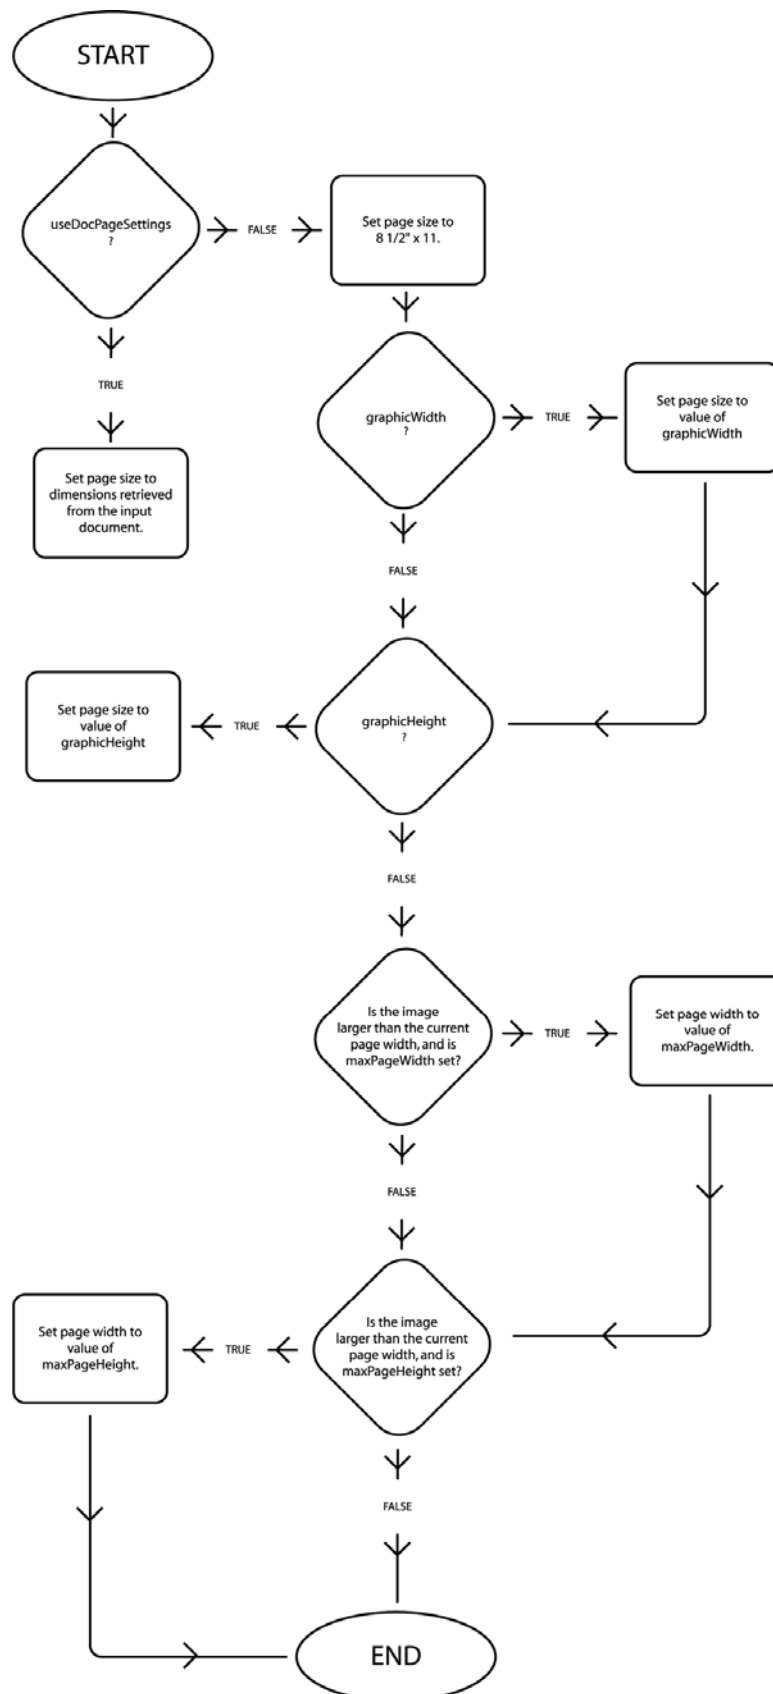 START
useDocPageSettings
?
FALSE
Set page size to
8 1/2" x 11.
TRUE
Set page size to
dimensions retrieved
from the input
document.
graphicWidth
?
TRUE
Set page size to
value of
graphicWidth
FALSE
graphicHeight
?
TRUE
Set page size to
value of
graphicHeight
FALSE
Is the image
larger than the current
page width, and is
maxPageWidth set?
TRUE
Set page width to
value of
maxPageWidth.
FALSE
Is the image
larger than the current
page width, and is
maxPageHeight set?
TRUE
Set page width to
value of
maxPageHeight.
FALSE
END